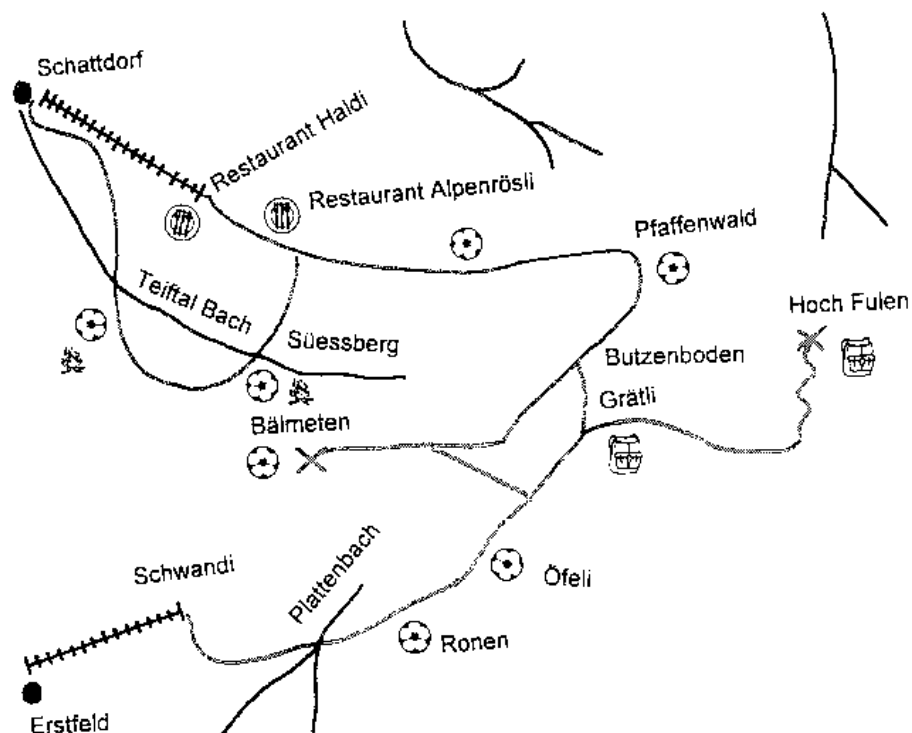 Schattdorf
Restaurant Haldi
Restaurant Alpenrösli
Pfaffenwald
Teiftal Bach
Hoch Fulen
Süessberg
Butzenboden
Grätli
Bälmeten
Schwandi
Plattenbach
Öfeli
Ronen
Erstfeld